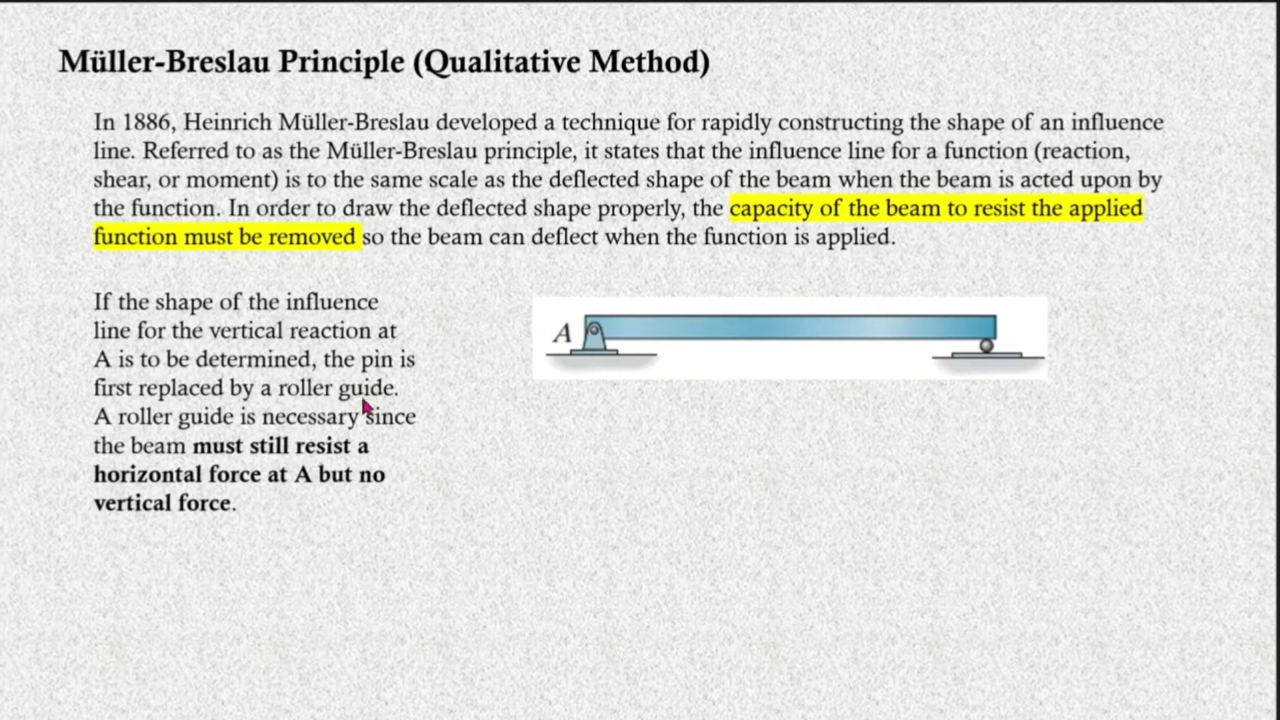 Müller-Breslau Principle (Qualitative Method)
In 1886, Heinrich Müller-Breslau developed a technique for rapidly constructing the shape of an influence
line. Referred to as the Müller-Breslau principle, it states that the influence line for a function (reaction,
shear, or moment) is to the same scale as the deflected shape of the beam when the beam is acted upon by
the function. In order to draw the deflected shape properly, the capacity of the beam to resist the applied
function must be removed so the beam can deflect when the function is applied.
If the shape of the influence
line for the vertical reaction at
A is to be determined, the pin is
first replaced by a roller guide.
A roller guide is necessary since
the beam must still resist a
horizontal force at A but no
vertical force.
A